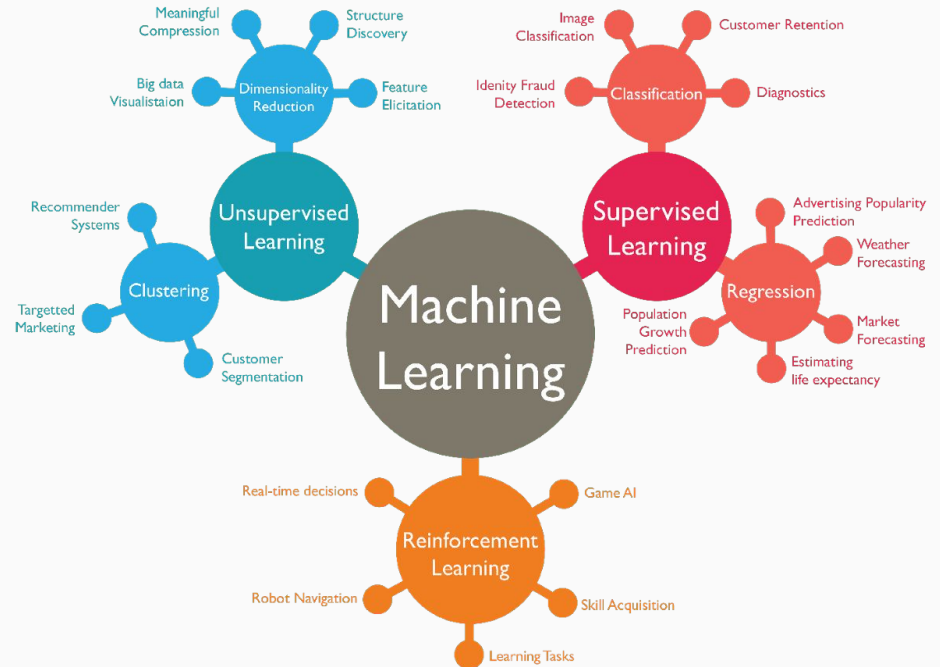 Meaningful
Compression
Structure
Discovery
Big data
Visualistaion
Dimensionality
Reduction
Feature
Elicitation
Image
Classification
Customer Retention
Idenity Fraud
Detection
Classification
Diagnostics
Recommender
Systems
Unsupervised
Learning
Clustering
Targetted
Marketing
Customer
Segmentation
Machine
Learning
Supervised
Learning
Advertising Popularity
Prediction
Weather
Forecasting
Regression
Population
Growth
Prediction
Market
Forecasting
Estimating
life expectancy
Real-time decisions
Game AI
Reinforcement
Learning
Robot Navigation
Skill Acquisition
Learning Tasks